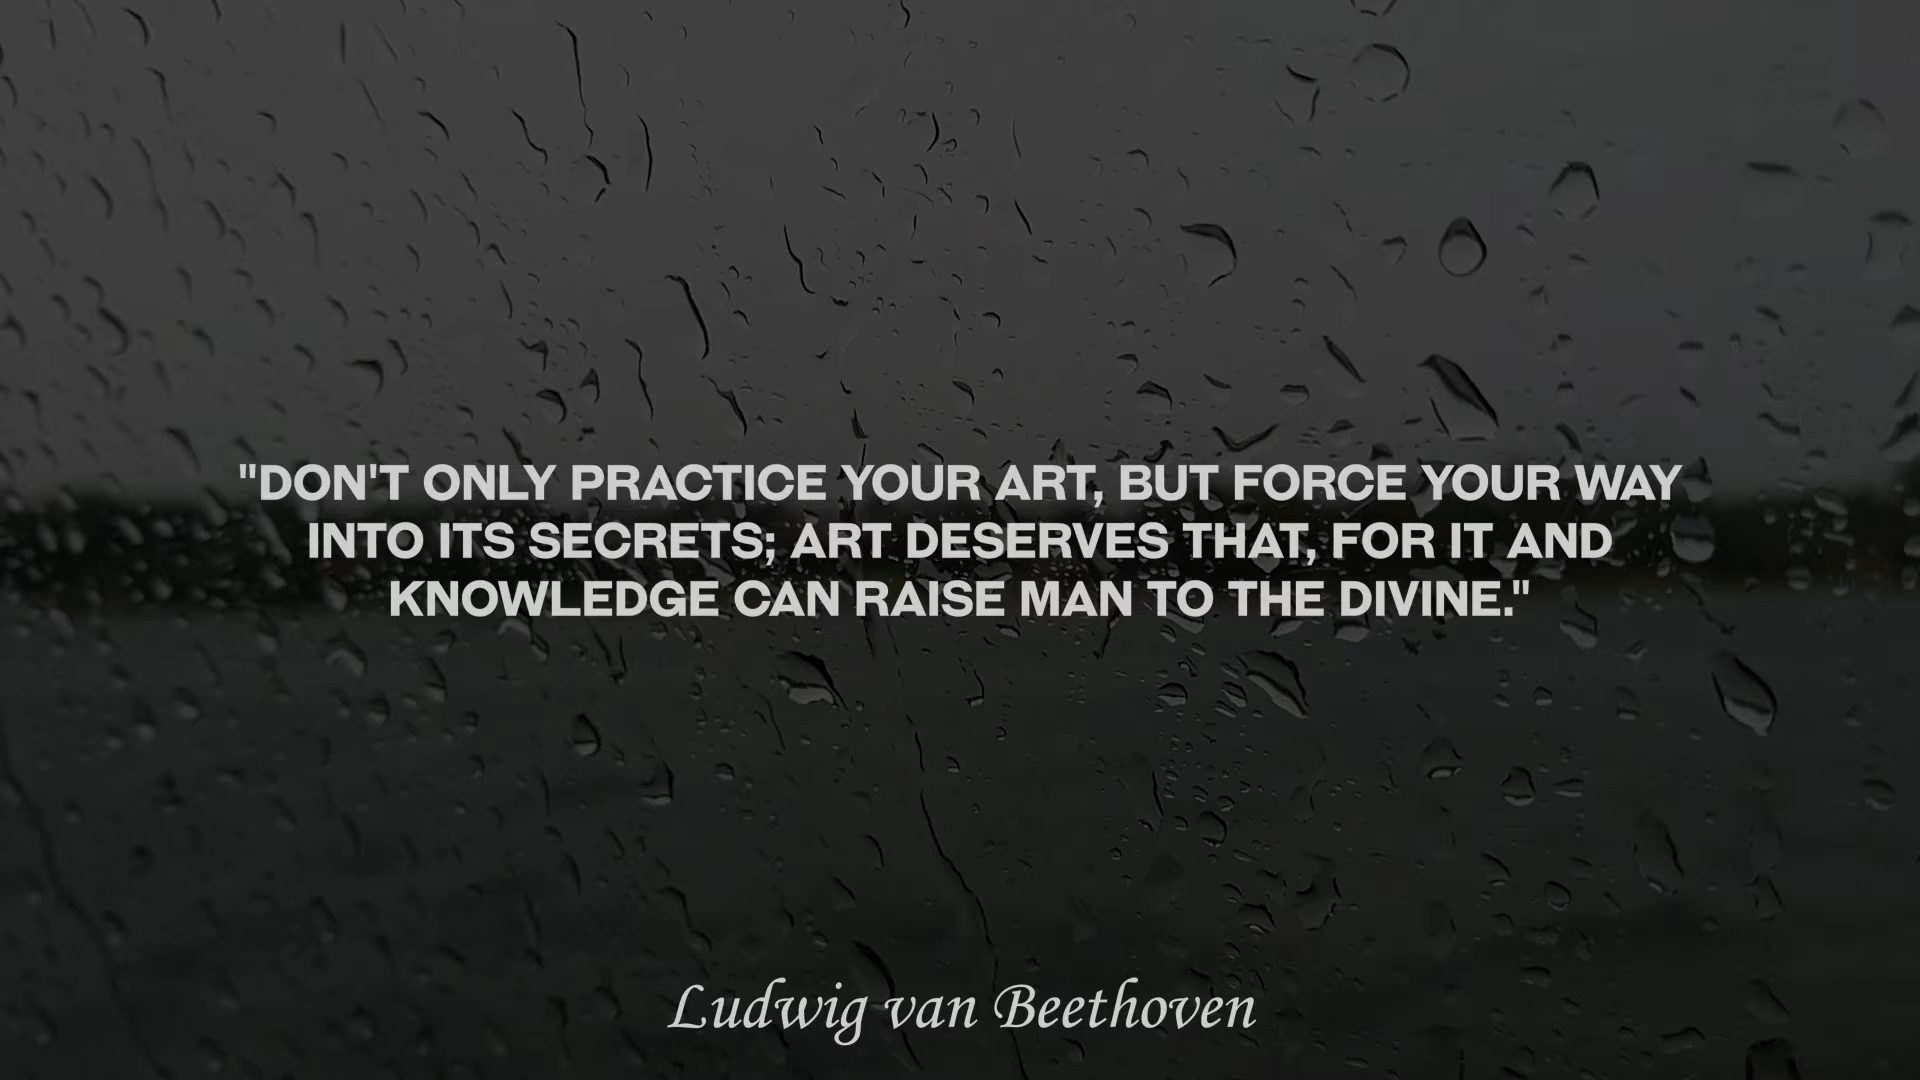 "DON'T ONLY PRACTICE YOUR ART, BUT FORCE YOUR WAY
INTO ITS SECRETS; ART DESERVES THAT, FOR IT AND
KNOWLEDGE CAN RAISE MAN TO THE DIVINE."
Ludwig van Beethoven